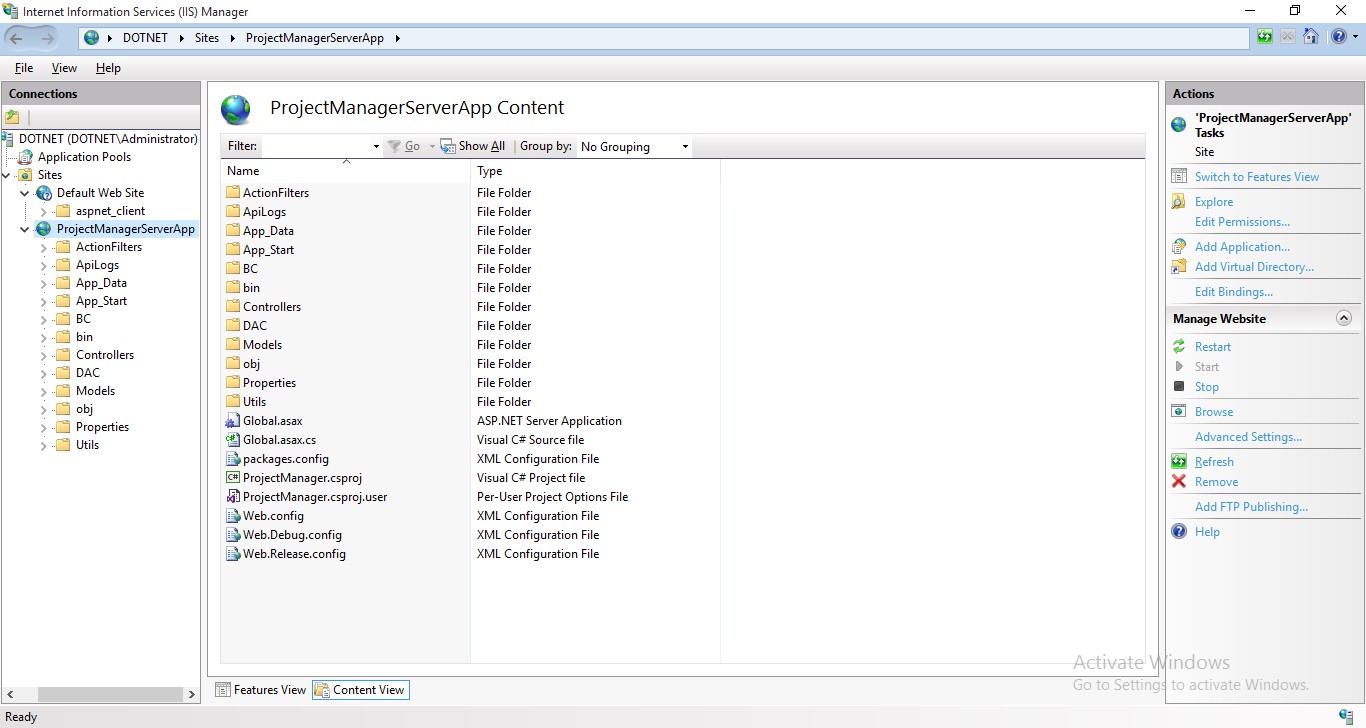 Internet Information Services (IIS) Manager
DOTNET Sites ProjectManagerServerApp
File View Help
Connections
DOTNET (DOTNET\Administrator)
Application Pools
Sites
Default Web Site
aspnet_client
ProjectManagerServerApp
ActionFilters
ApiLogs
App_Data
App_Start
BC
bin
Controllers
DAC
Models
obj
Properties
Utils
ProjectManagerServerApp Content
Filter: Go Show All Group by: No Grouping
Name Type
ActionFilters File Folder
ApiLogs File Folder
App_Data File Folder
App_Start File Folder
BC File Folder
bin File Folder
Controllers File Folder
DAC File Folder
Models File Folder
obj File Folder
Properties File Folder
Utils File Folder
Global.asax ASP.NET Server Application
Global.asax.cs Visual C# Source file
packages.config XML Configuration File
ProjectManager.csproj Visual C# Project file
ProjectManager.csproj.user Per-User Project Options File
Web.config XML Configuration File
Web.Debug.config XML Configuration File
Web.Release.config XML Configuration File
Features View Content View
Actions
'ProjectManagerServerApp'
Tasks
Site
Switch to Features View
Explore
Edit Permissions...
Add Application...
Add Virtual Directory...
Edit Bindings...
Manage Website
Restart
Start
Stop
Browse
Advanced Settings...
Refresh
Remove
Add FTP Publishing...
Help
Activate Windows
Go to Settings to activate Windows.
Ready